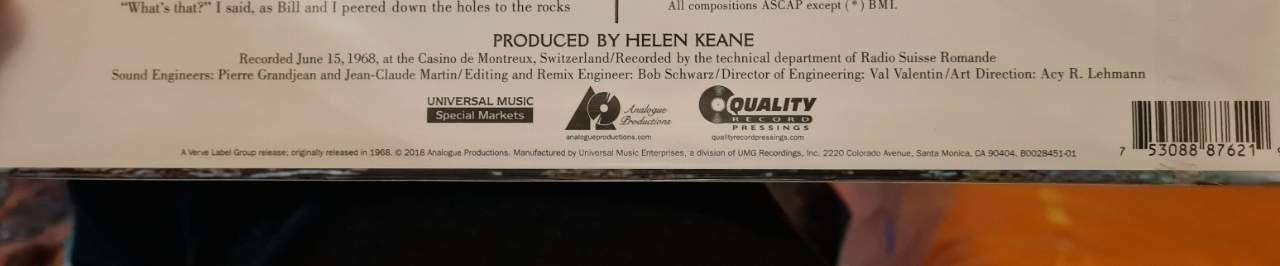 "What's that?" I said, as Bill and I peered down the holes to the rocks
All compositions ASCAP except (*) BMI.
PRODUCED BY HELEN KEANE
Recorded June 15, 1968, at the Casino de Montreux, Switzerland/Recorded by the technical department of Radio Suisse Romande
Sound Engineers: Pierre Grandjean and Jean-Claude Martin/Editing and Remix Engineer: Bob Schwarz/Director of Engineering: Val Valentin/Art Direction: Acy R. Lehmann
UNIVERSAL MUSIC
Special Markets
Analogue
Productions
analogueproductions.com
QUALITY
RECORD
PRESSINGS
qualityrecordpressings.com
A Verve Label Group release; originally released in 1968. © 2018 Analogue Productions. Manufactured by Universal Music Enterprises, a division of UMG Recordings, Inc. 2220 Colorado Avenue, Santa Monica, CA 90404. B0028451-01
7 53088 87621 9